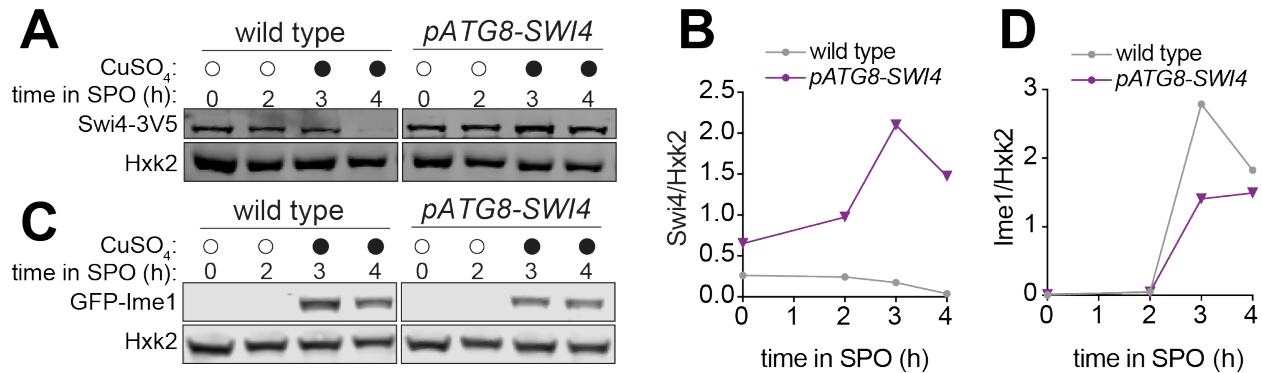 A
wild type pATG8-SWI4
CuSO4:
time in SPO (h): 0 2 3 4 0 2 3 4
Swi4-3V5
Hxk2
C
wild type pATG8-SWI4
CuSO4:
time in SPO (h): 0 2 3 4 0 2 3 4
GFP-Ime1
Hxk2
B
wild type
pATG8-SWI4
Swi4/Hxk2
2.5
2.0
1.5
1.0
0.5
0.0
0 1 2 3 4
time in SPO (h)
D
wild type
pATG8-SWI4
Ime1/Hxk2
3
2
1
0
0 1 2 3 4
time in SPO (h)